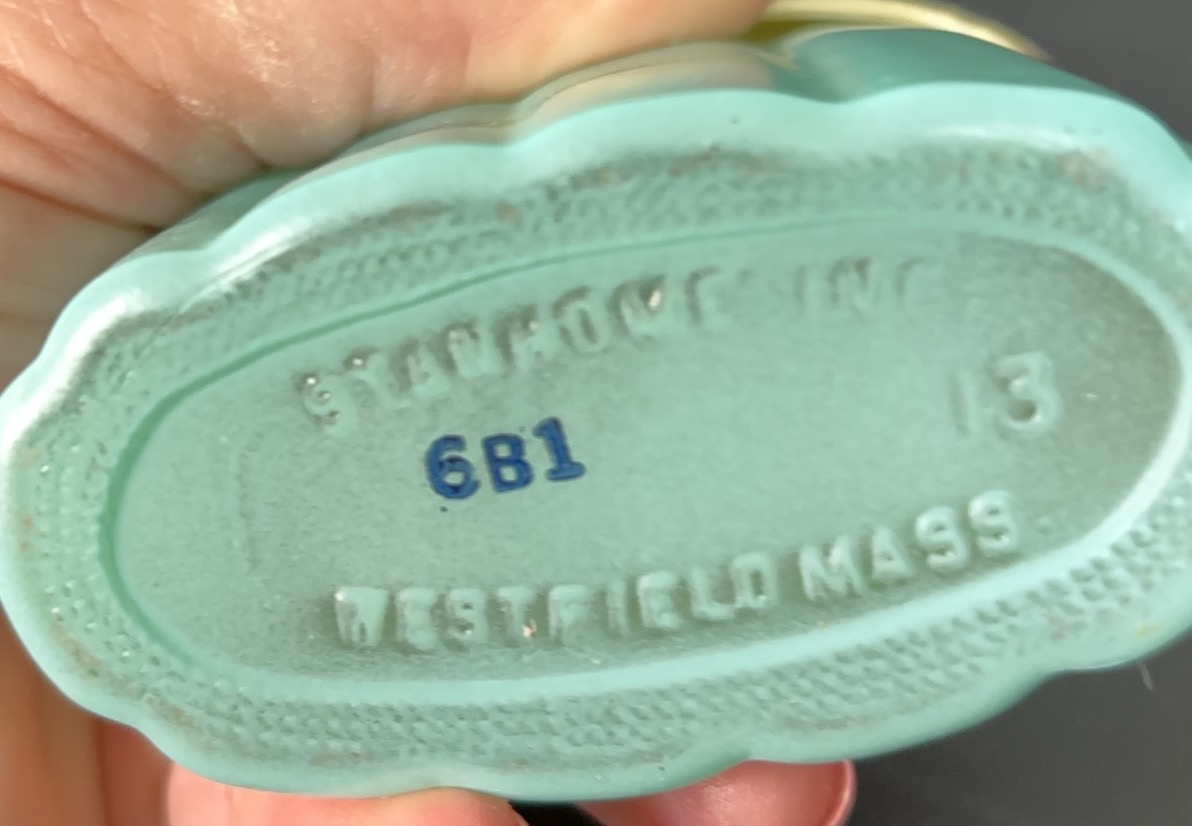 STANHOME INC
13
6B1
WESTFIELD MASS